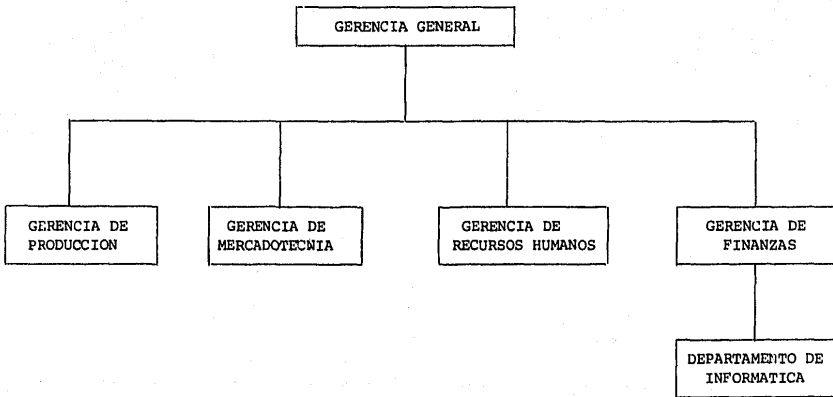 GERENCIA GENERAL
GERENCIA DE
PRODUCCION
GERENCIA DE
MERCADOTECNIA
GERENCIA DE
RECURSOS HUMANOS
GERENCIA DE
FINANZAS
DEPARTAMENTO DE
INFORMATICA